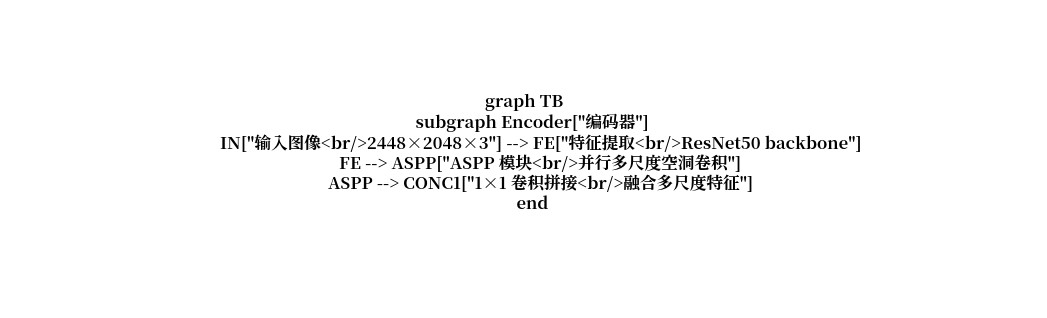 graph TB
subgraph Encoder["编码器"]
IN["输入图像<br/>2448×2048×3"] --> FE["特征提取<br/>ResNet50 backbone"]
FE --> ASPP["ASPP 模块<br/>并行多尺度空洞卷积"]
ASPP --> CONC1["1×1 卷积拼接<br/>融合多尺度特征"]
end